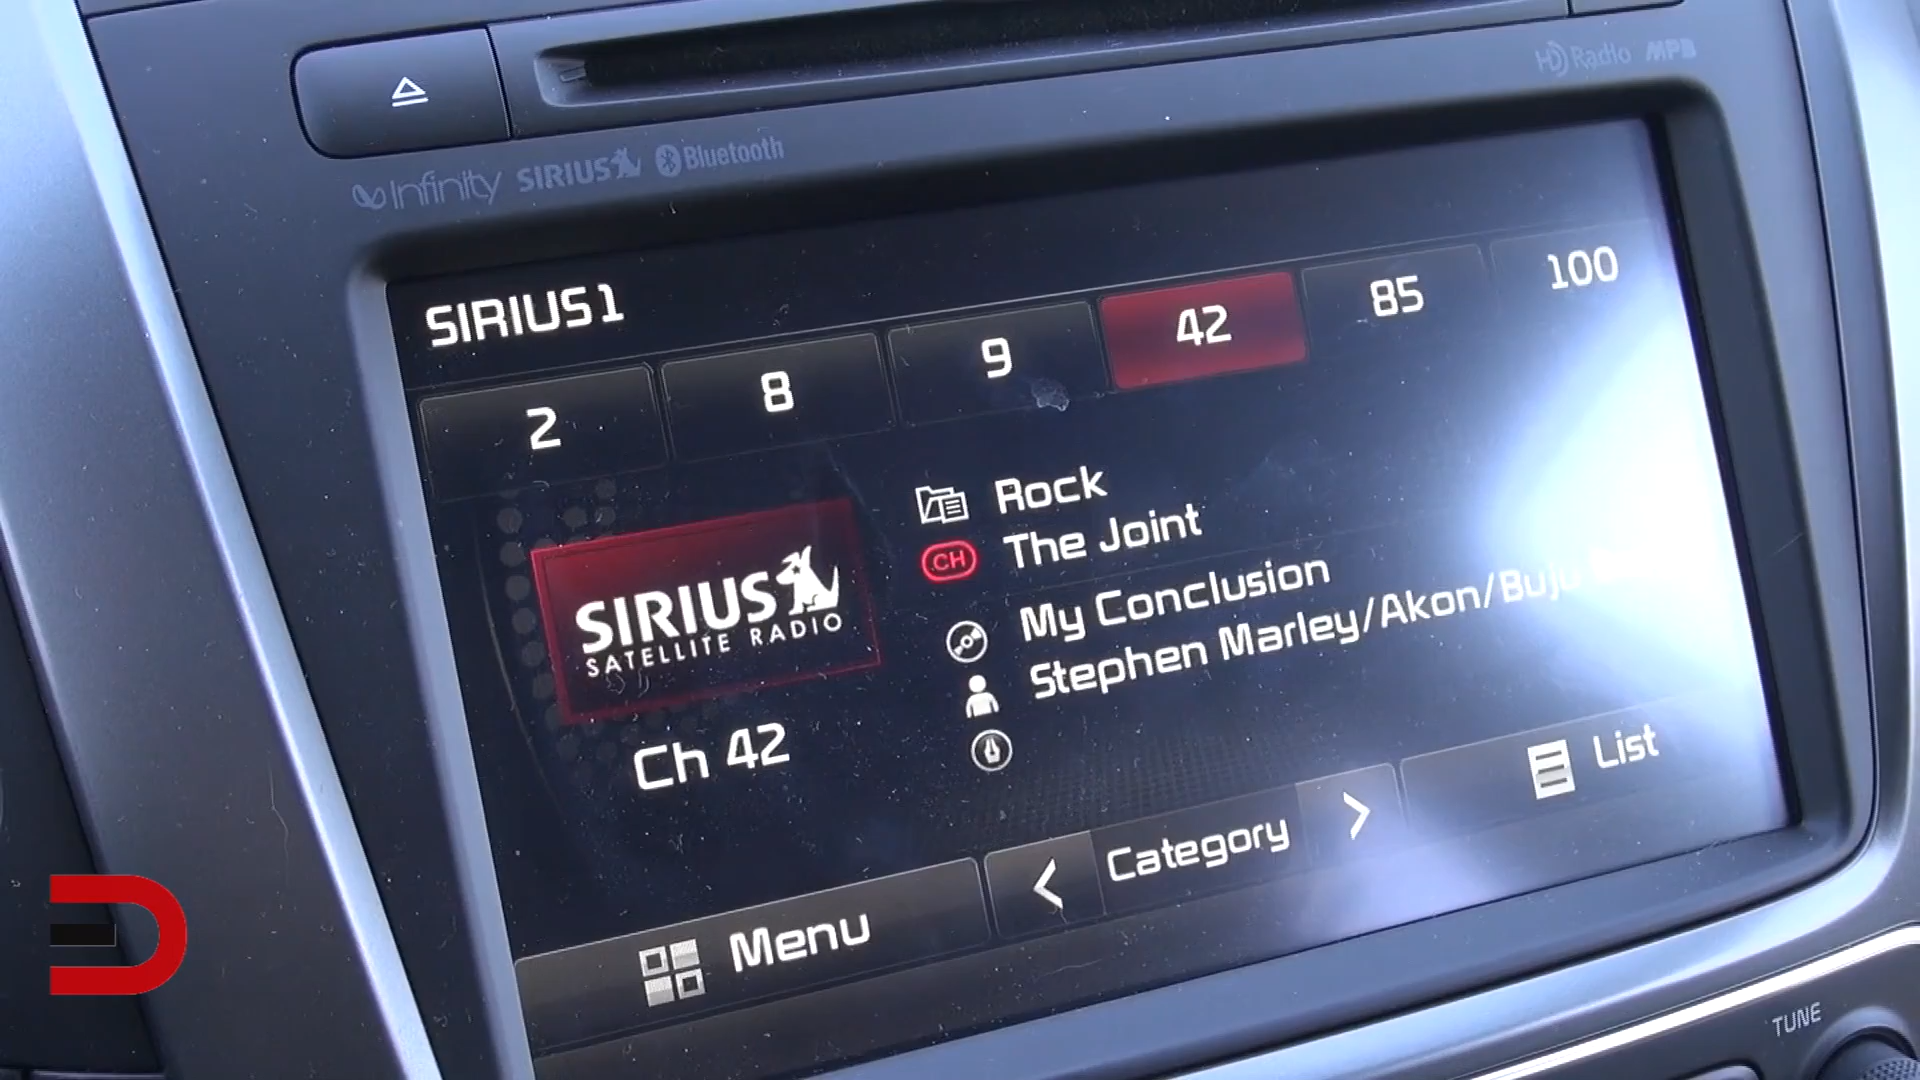 HD Radio MP3
Infinity SIRIUS Bluetooth
SIRIUS1
2 8 9 42 85 100
Rock
CH The Joint
My Conclusion
Stephen Marley/Akon/Buju
SIRIUS
SATELLITE RADIO
Ch 42
Menu
Category
List
TUNE